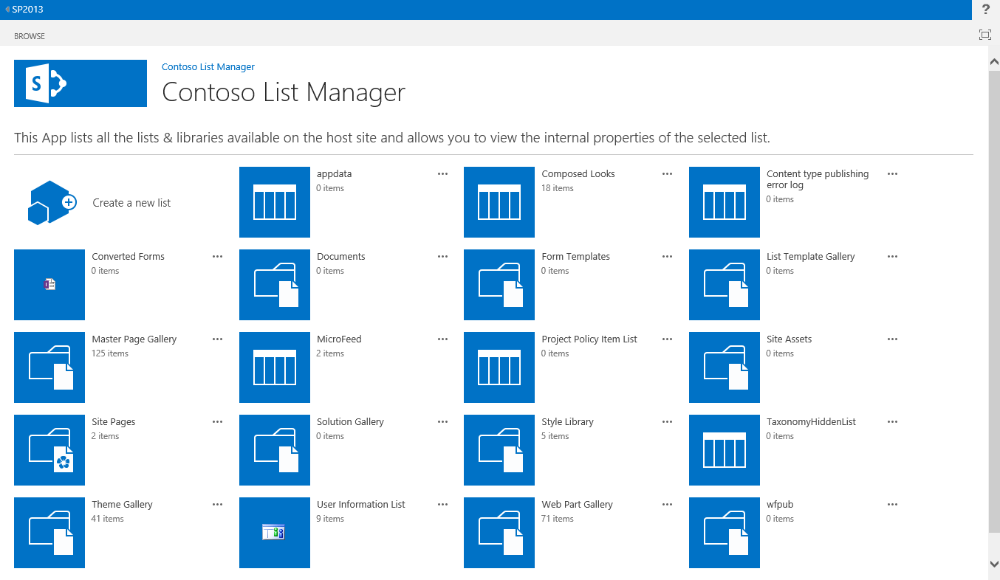 SP2013
?
BROWSE
S
Contoso List Manager
Contoso List Manager
This App lists all the lists & libraries available on the host site and allows you to view the internal properties of the selected list.
Create a new list
appdata
0 items
Composed Looks
18 items
Content type publishing
error log
0 items
Converted Forms
0 items
Documents
0 items
Form Templates
0 items
List Template Gallery
0 items
Master Page Gallery
125 items
MicroFeed
2 items
Project Policy Item List
0 items
Site Assets
0 items
Site Pages
2 items
Solution Gallery
0 items
Style Library
5 items
TaxonomyHiddenList
0 items
Theme Gallery
41 items
User Information List
9 items
Web Part Gallery
71 items
wfpub
0 items